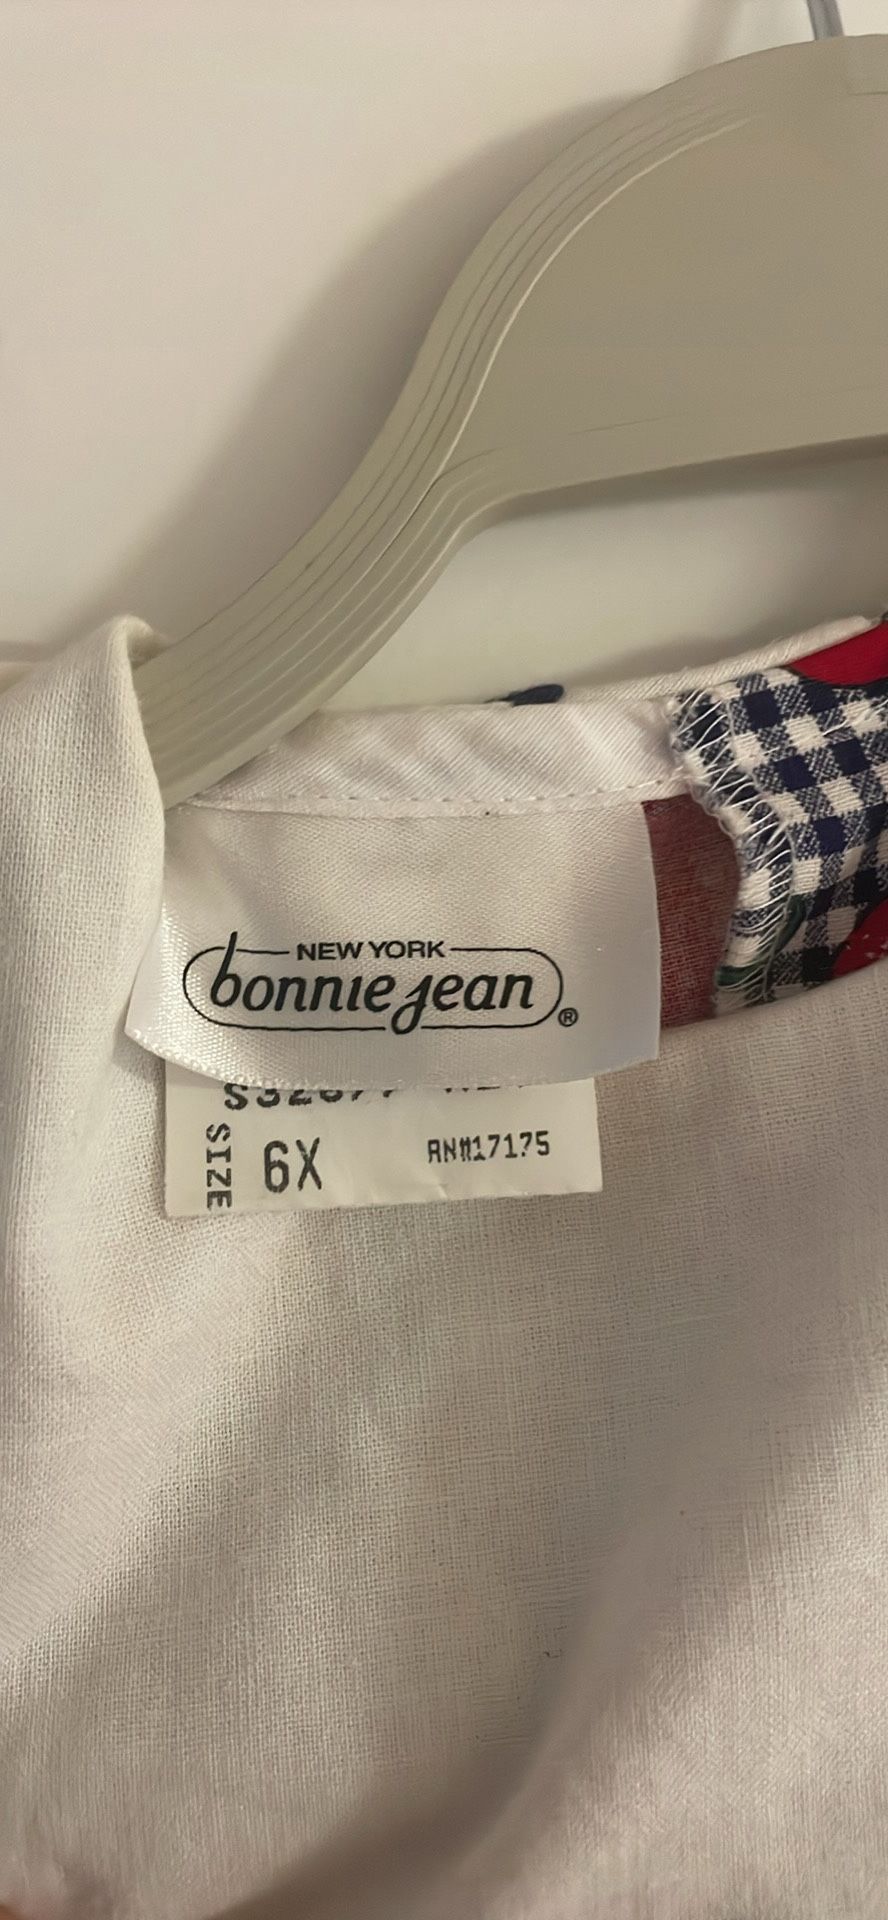 NEW YORK
bonnie jean ®
SIZE
6X
RN#17175